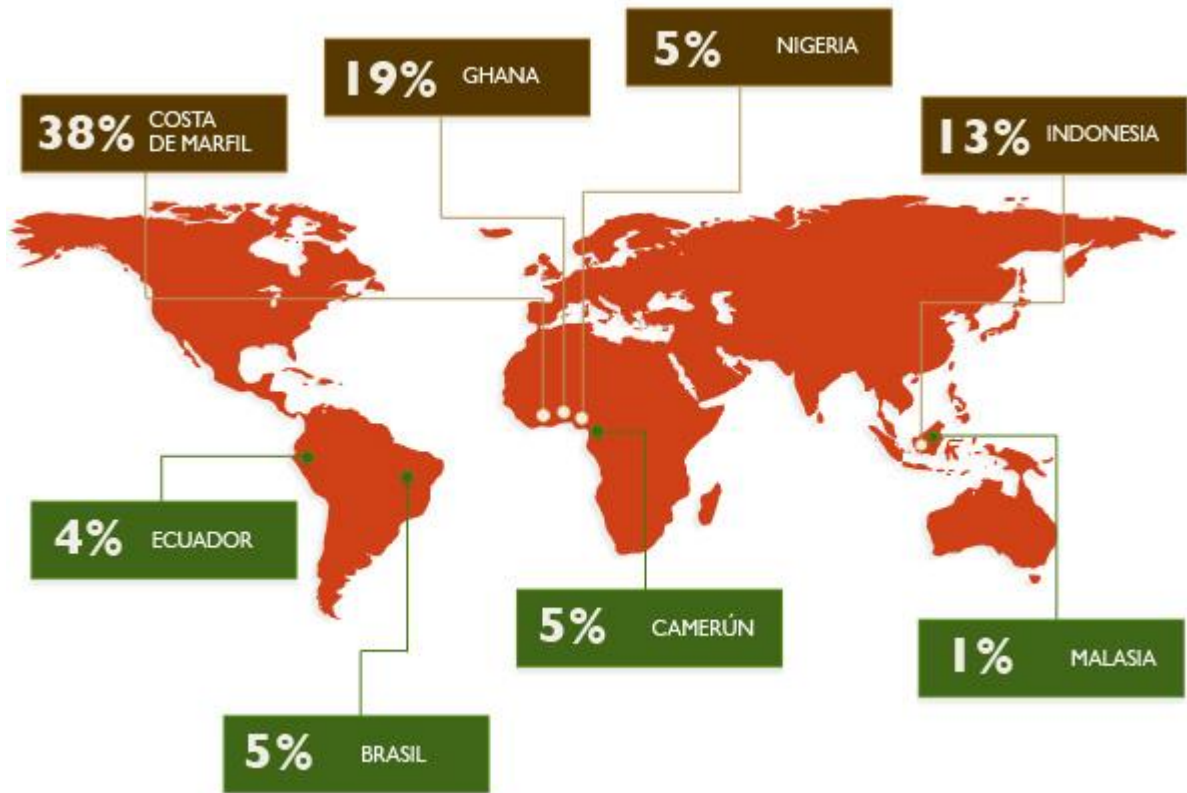 5% NIGERIA
19% GHANA
38% COSTA
DE MARFIL
13% INDONESIA
4% ECUADOR
5% CAMERÚN
1% MALASIA
5% BRASIL